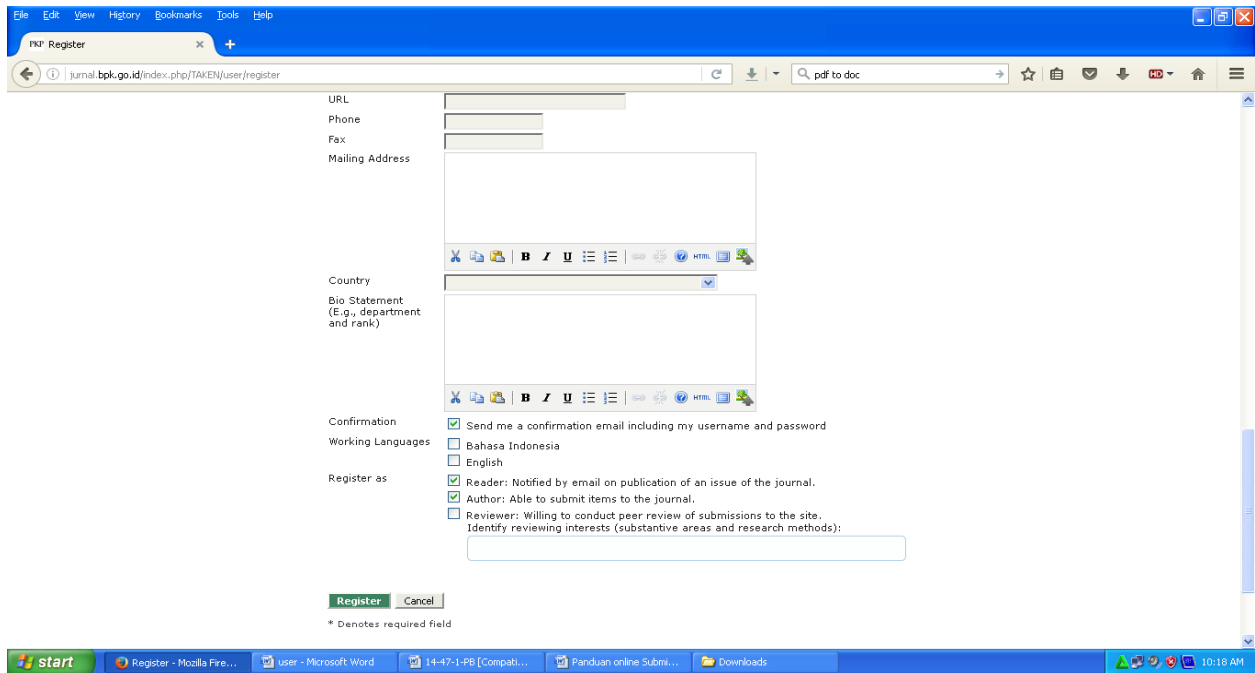 File Edit View History Bookmarks Tools Help
PKP Register
jurnal.bpk.go.id/index.php/TAKEN/user/register
pdf to doc
HD
URL
Phone
Fax
Mailing Address
B I U HTML
Country
Bio Statement
(E.g., department
and rank)
B I U HTML
Confirmation
Send me a confirmation email including my username and password
Working Languages
Bahasa Indonesia
English
Register as
Reader: Notified by email on publication of an issue of the journal.
Author: Able to submit items to the journal.
Reviewer: Willing to conduct peer review of submissions to the site.
Identify reviewing interests (substantive areas and research methods):
Register Cancel
* Denotes required field
start Register - Mozilla Fire... user - Microsoft Word 14-47-1-PB [Compati... Panduan online Submi... Downloads 10:18 AM